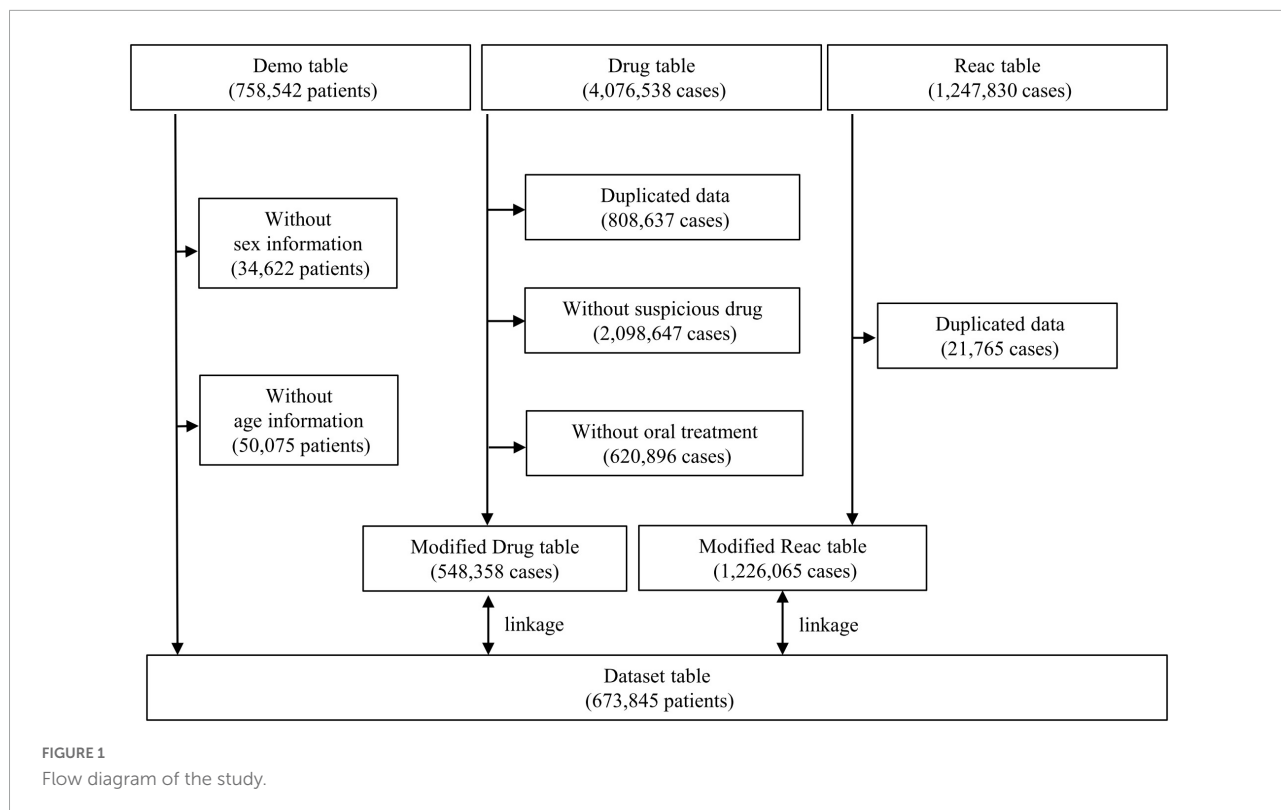 Demo table
(758,542 patients)
Drug table
(4,076,538 cases)
Reac table
(1,247,830 cases)
Without
sex information
(34,622 patients)
Without
age information
(50,075 patients)
Duplicated data
(808,637 cases)
Without suspicious drug
(2,098,647 cases)
Without oral treatment
(620,896 cases)
Duplicated data
(21,765 cases)
Modified Drug table
(548,358 cases)
Modified Reac table
(1,226,065 cases)
linkage
linkage
Dataset table
(673,845 patients)
FIGURE 1
Flow diagram of the study.